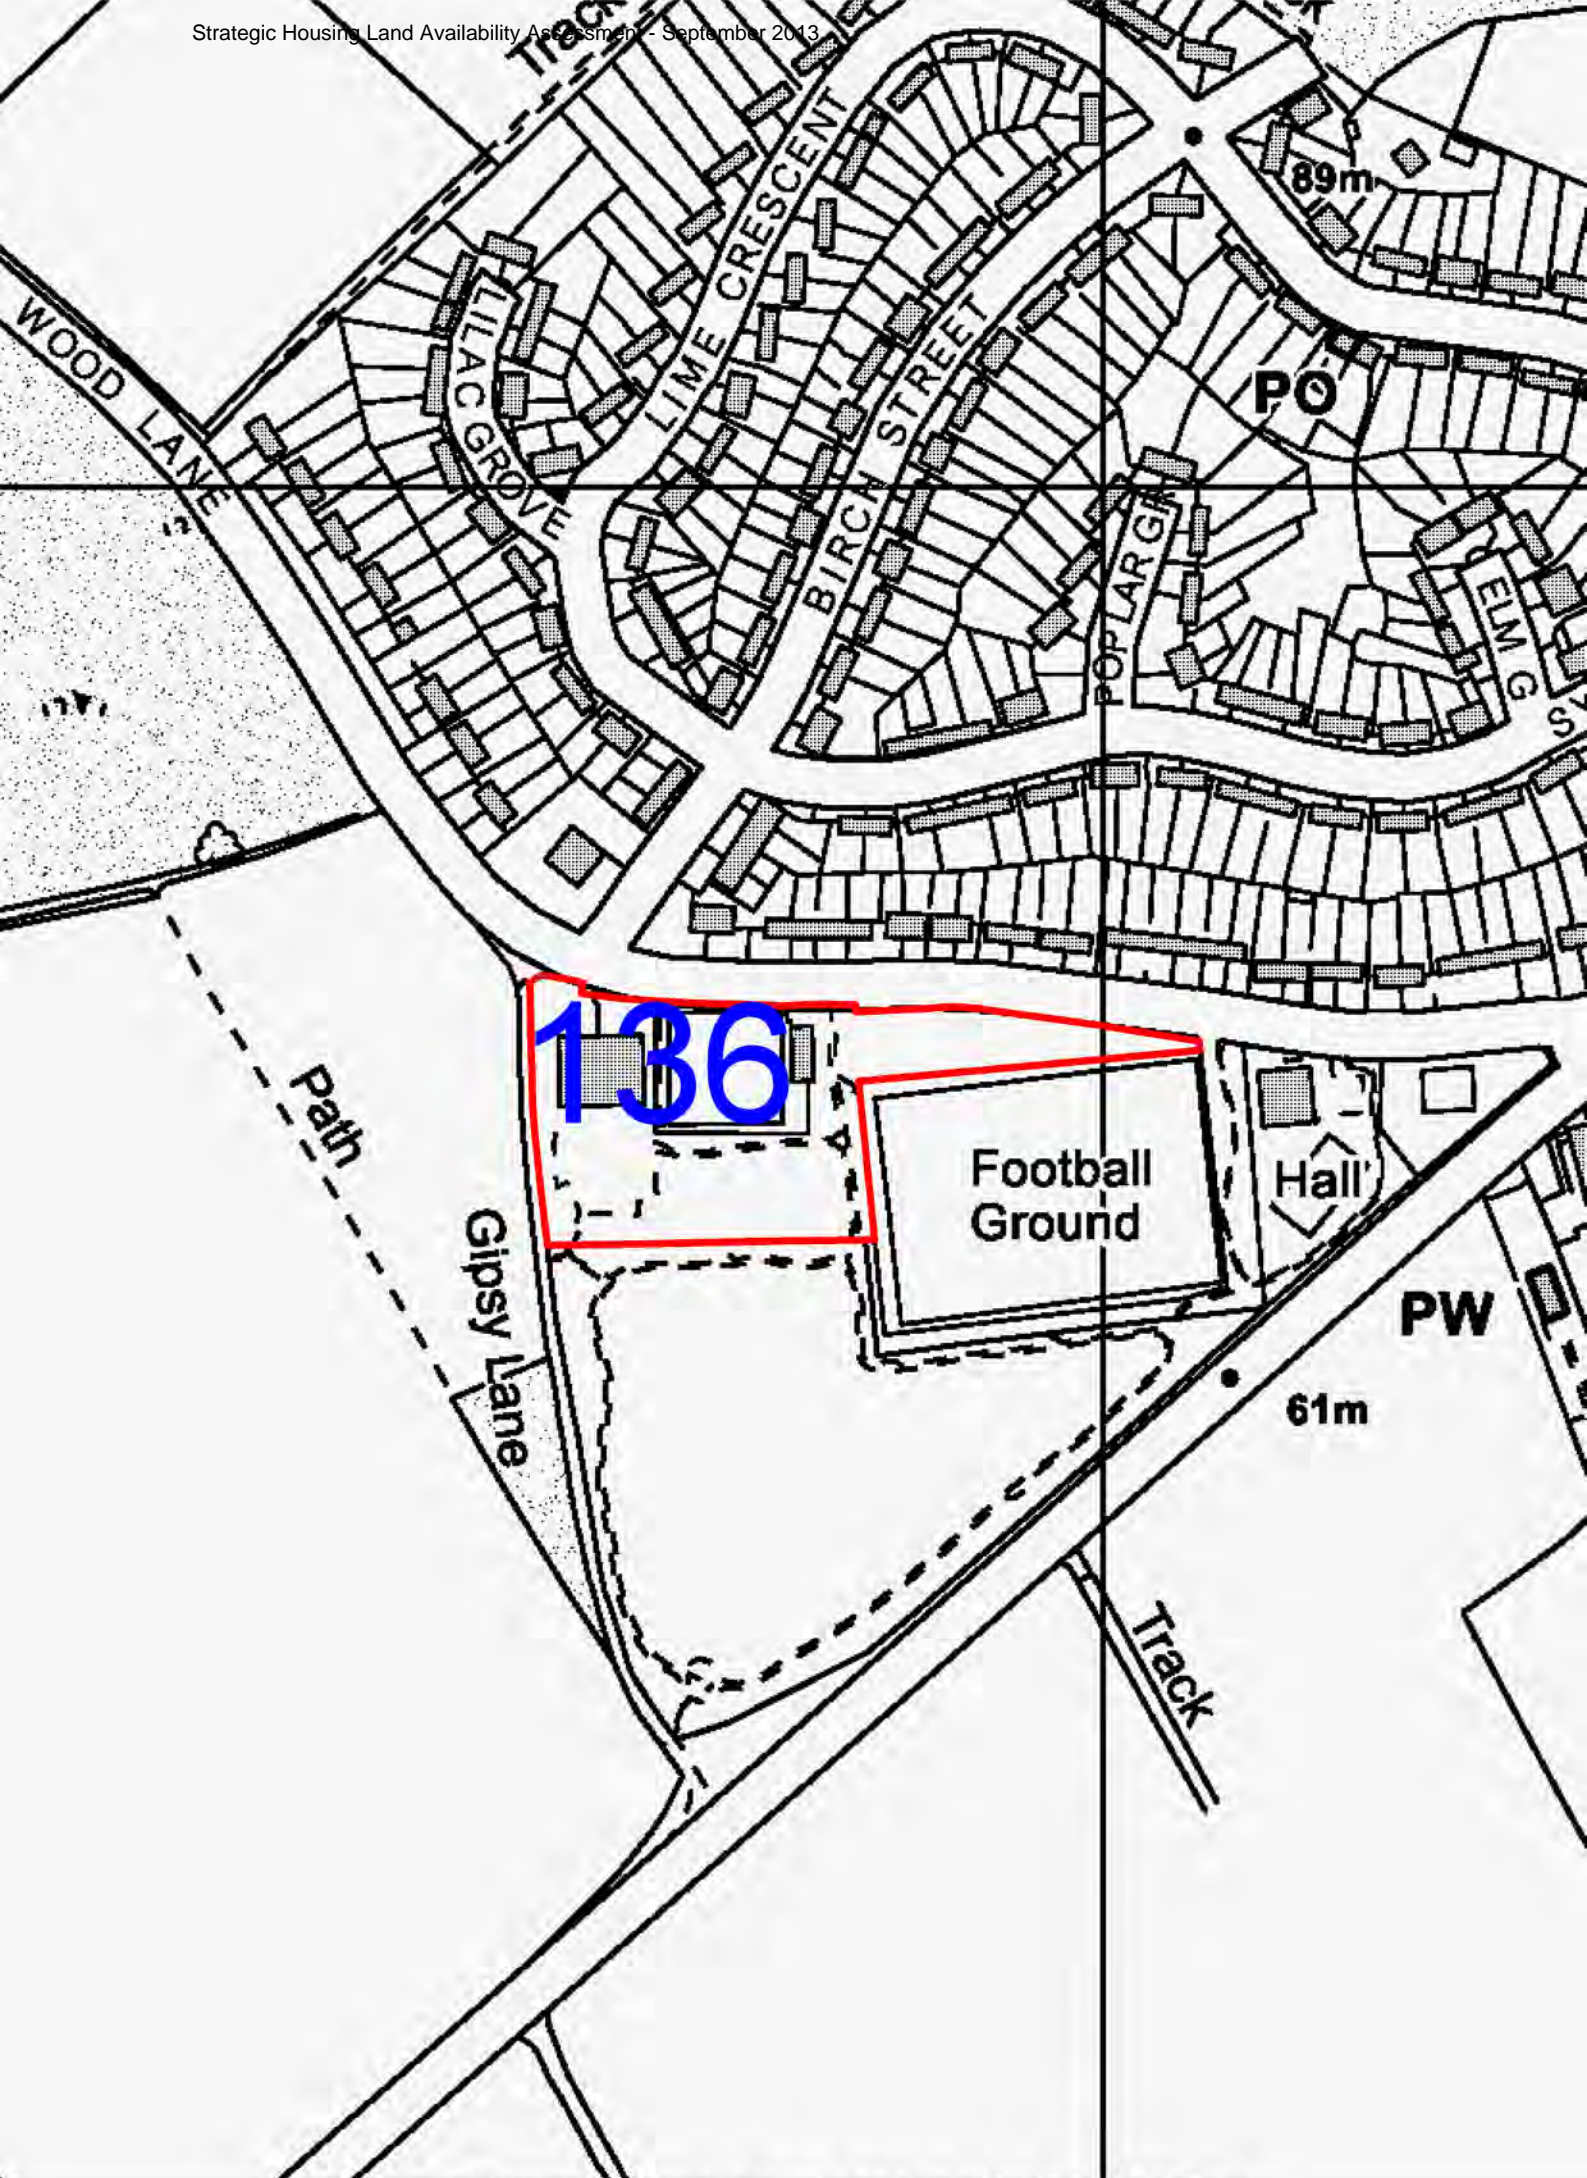 Strategic Housing Land Availability Assessment - September 2013
Track
LIME CRESCENT
89m
WOOD LANE
LILAC GROVE
BIRCH STREET
PO
POPLAR GR
ELM G
136
Path
Gipsy Lane
Football
Ground
Hall
PW
61m
Track